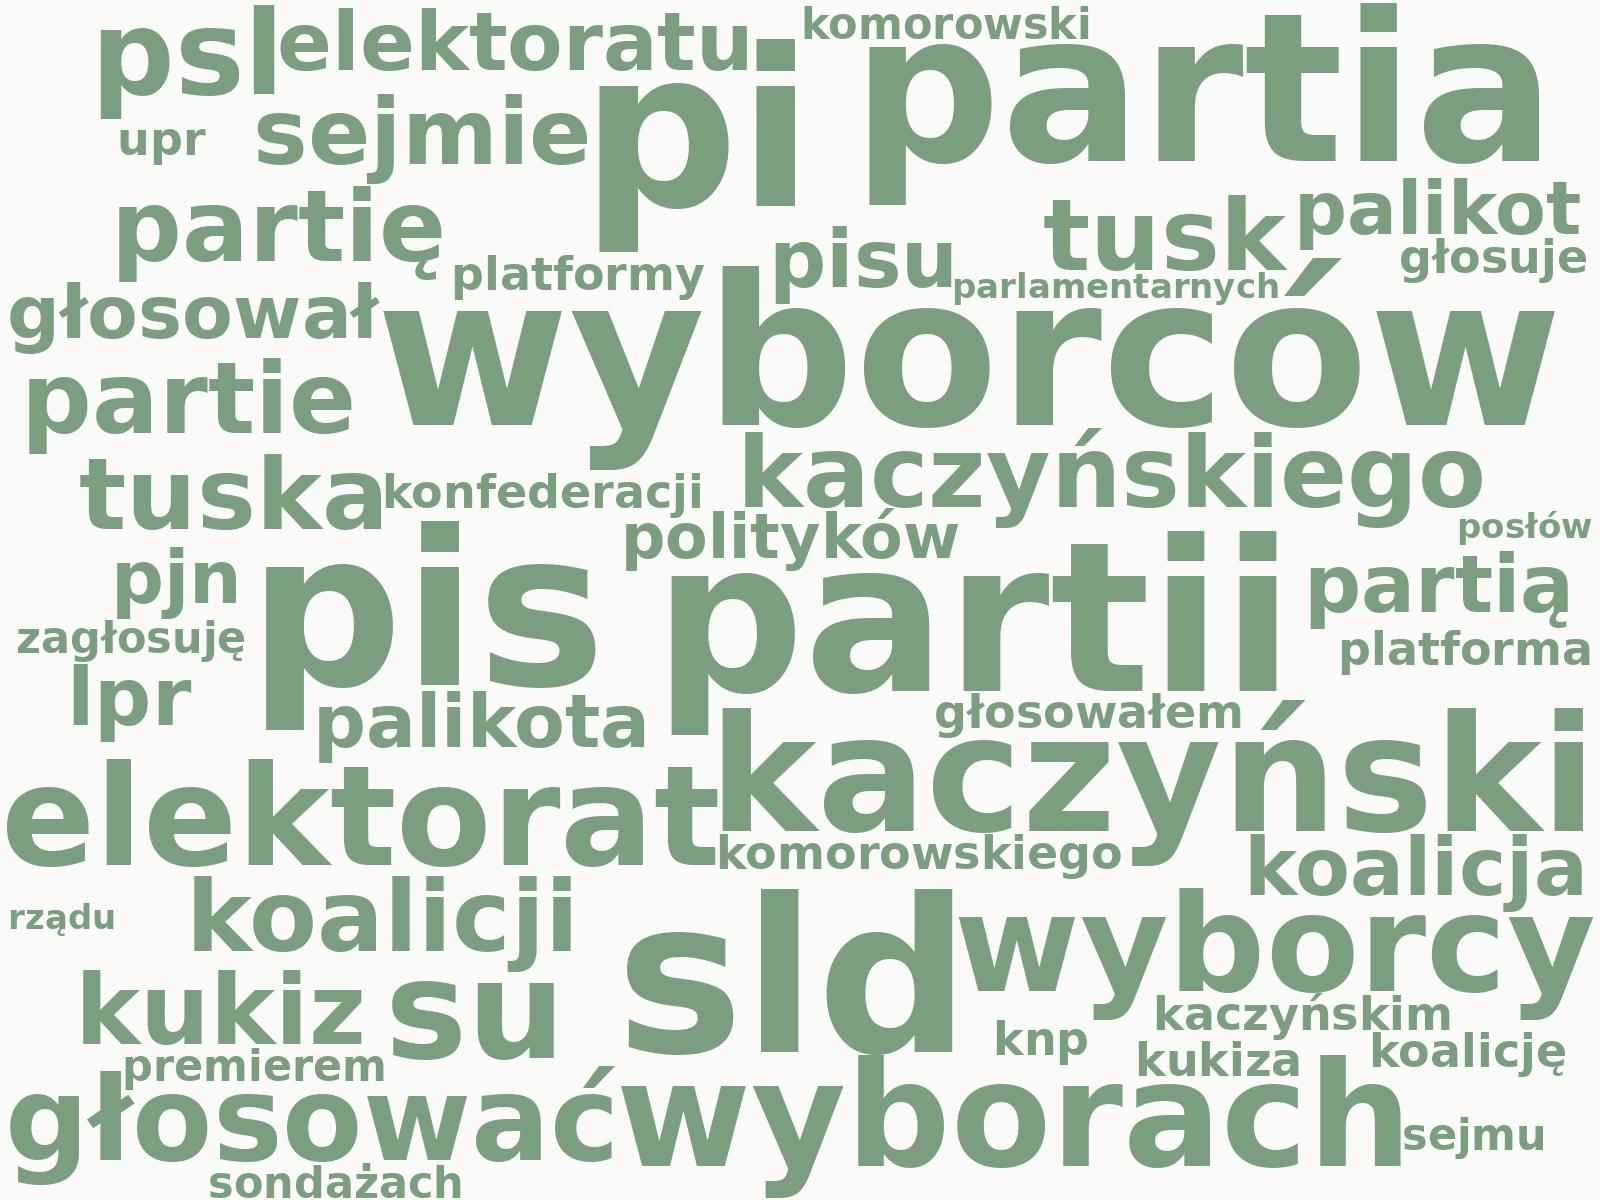 psl elektoratu komorowski
pi partia
upr sejmie
partię tusk palikot
platformy pisu parlamentarnych głosuje
głosował wyborców
partie
tuska konfederacji kaczyńskiego
polityków posłów
pjn pis partii partią
zagłosuję platforma
lpr palikota głosowałem
elektorat kaczyński
komorowskiego koalicja
rządu koalicji sld wyborcy
kukiz su knp kaczyńskim
premierem kukiza koalicję
głosować wyborach sejmu
sondażach